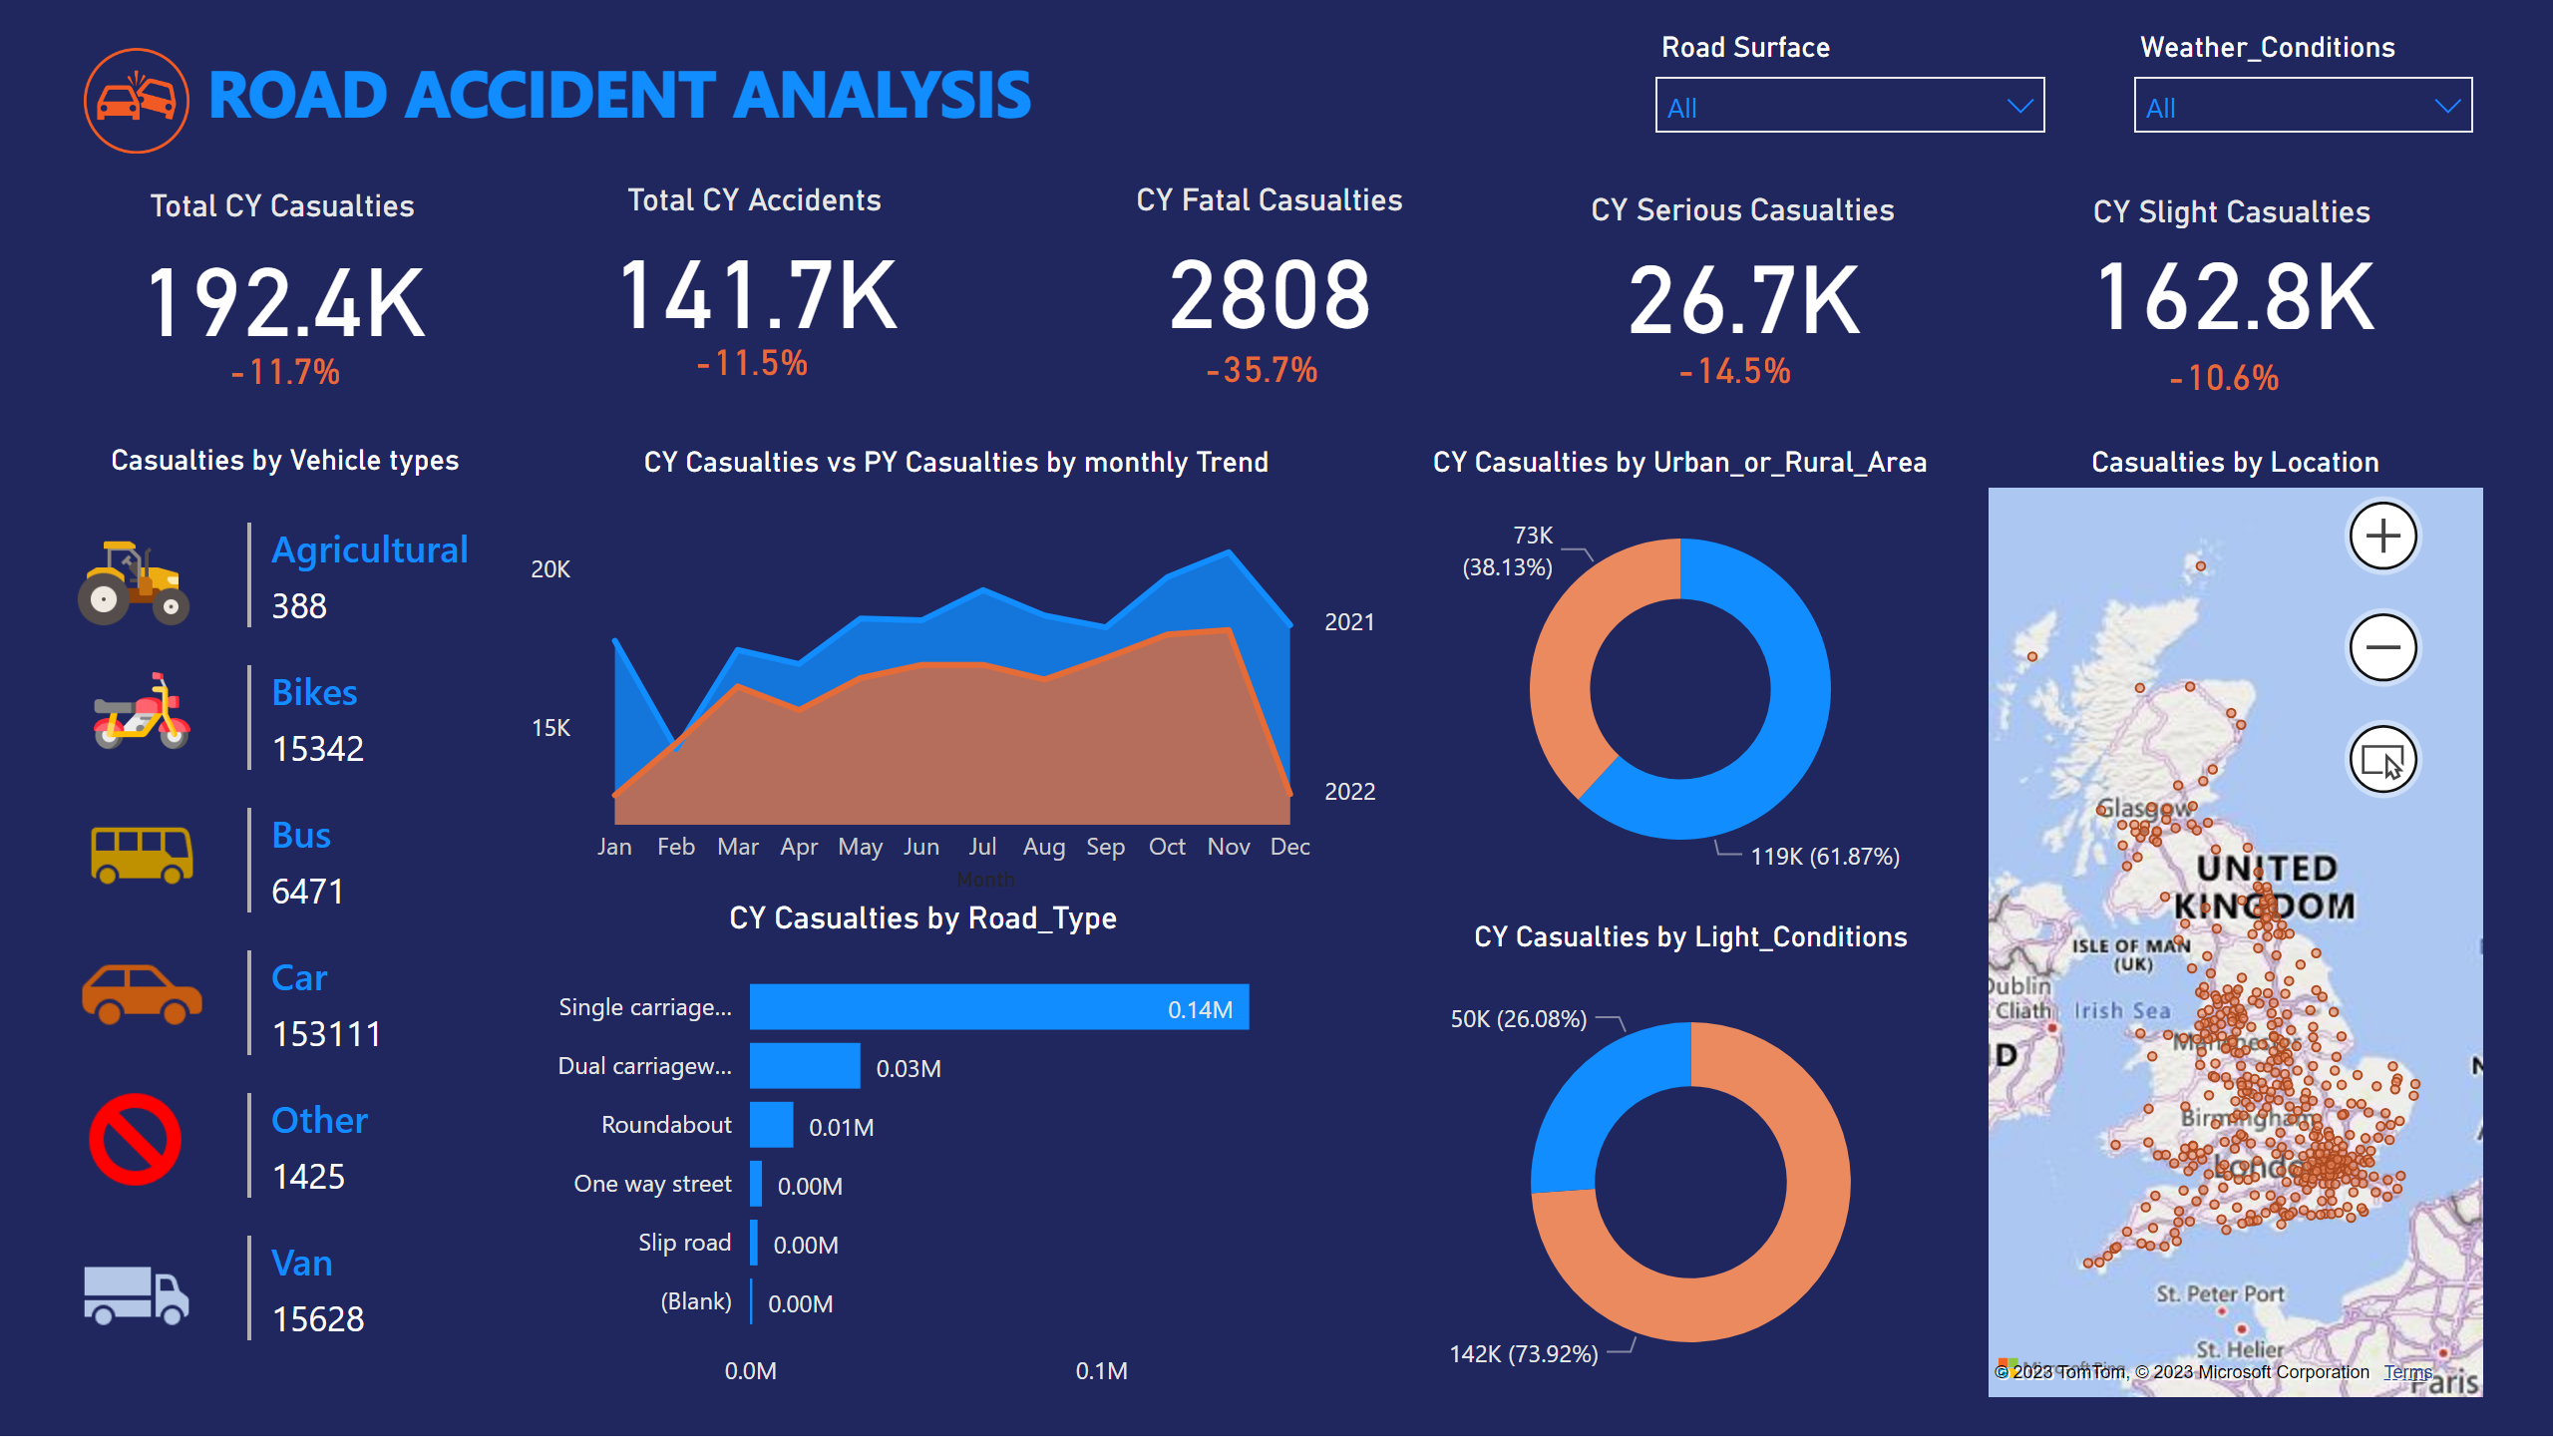 ROAD ACCIDENT ANALYSIS
Road Surface
All
Weather_Conditions
All
Total CY Casualties
192.4K
-11.7%
Total CY Accidents
141.7K
-11.5%
CY Fatal Casualties
2808
-35.7%
CY Serious Casualties
26.7K
-14.5%
CY Slight Casualties
162.8K
-10.6%
Casualties by Vehicle types
Agricultural
388
Bikes
15342
Bus
6471
Car
153111
Other
1425
Van
15628
CY Casualties vs PY Casualties by monthly Trend
20K
15K
2021
2022
Jan Feb Mar Apr May Jun Jul Aug Sep Oct Nov Dec
Month
CY Casualties by Road_Type
Single carriage... 0.14M
Dual carriagew... 0.03M
Roundabout 0.01M
One way street 0.00M
Slip road 0.00M
(Blank) 0.00M
0.0M 0.1M
CY Casualties by Urban_or_Rural_Area
73K
(38.13%)
119K (61.87%)
CY Casualties by Light_Conditions
50K (26.08%)
142K (73.92%)
Casualties by Location
Glasgow
UNITED
KINGDOM
ISLE OF MAN
(UK)
Dublin
Cliath
Irish Sea
D
Manchester
N
Birmingham
London
St. Peter Port
St. Helier
Paris
Microsoft Bing
© 2023 TomTom, © 2023 Microsoft Corporation Terms